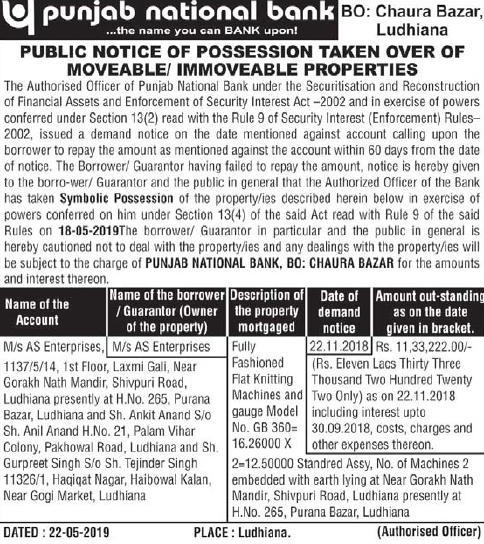 punjab national bank
...the name you can BANK upon!
BO: Chaura Bazar,
Ludhiana
PUBLIC NOTICE OF POSSESSION TAKEN OVER OF
MOVEABLE/ IMMOVEABLE PROPERTIES
The Authorised Officer of Punjab National Bank under the Securitisation and Reconstruction
of Financial Assets and Enforcement of Security Interest Act –2002 and in exercise of powers
conferred under Section 13(2) read with the Rule 9 of Security Interest (Enforcement) Rules–
2002, issued a demand notice on the date mentioned against account calling upon the
borrower to repay the amount as mentioned against the account within 60 days from the date
of notice. The Borrower/ Guarantor having failed to repay the amount, notice is hereby given
to the borro-wer/ Guarantor and the public in general that the Authorized Officer of the Bank
has taken Symbolic Possession of the property/ies described herein below in exercise of
powers conferred on him under Section 13(4) of the said Act read with Rule 9 of the said
Rules on 18-05-2019The borrower/ Guarantor in particular and the public in general is
hereby cautioned not to deal with the property/ies and any dealings with the property/ies will
be subject to the charge of PUNJAB NATIONAL BANK, BO: CHAURA BAZAR for the amounts
and interest thereon.
Name of the
Account
Name of the borrower
/ Guarantor (Owner
of the property)
Description of
the property
mortgaged
Date of
demand
notice
Amount out-standing
as on the date
given in bracket.
M/s AS Enterprises,
M/s AS Enterprises
1137/5/14, 1st Floor, Laxmi Gali, Near
Gorakh Nath Mandir, Shivpuri Road,
Ludhiana presently at H.No. 265, Purana
Bazar, Ludhiana and Sh. Ankit Anand S/o
Sh. Anil Anand H.No. 21, Palam Vihar
Colony, Pakhowal Road, Ludhiana and Sh.
Gurpreet Singh S/o Sh. Tejinder Singh
11326/1, Haqiqat Nagar, Haibowal Kalan,
Near Gogi Market, Ludhiana
Fully
Fashioned
Flat Knitting
Machines and
gauge Model
No. GB 360=
16.26000 X
2=12.50000 Standred Assy, No. of Machines 2
embedded with earth lying at Near Gorakh Nath
Mandir, Shivpuri Road, Ludhiana presently at
H.No. 265, Purana Bazar, Ludhiana
22.11.2018
Rs. 11,33,222.00/-
(Rs. Eleven Lacs Thirty Three
Thousand Two Hundred Twenty
Two Only) as on 22.11.2018
including interest upto
30.09.2018, costs, charges and
other expenses thereon.
DATED : 22-05-2019
PLACE : Ludhiana.
(Authorised Officer)